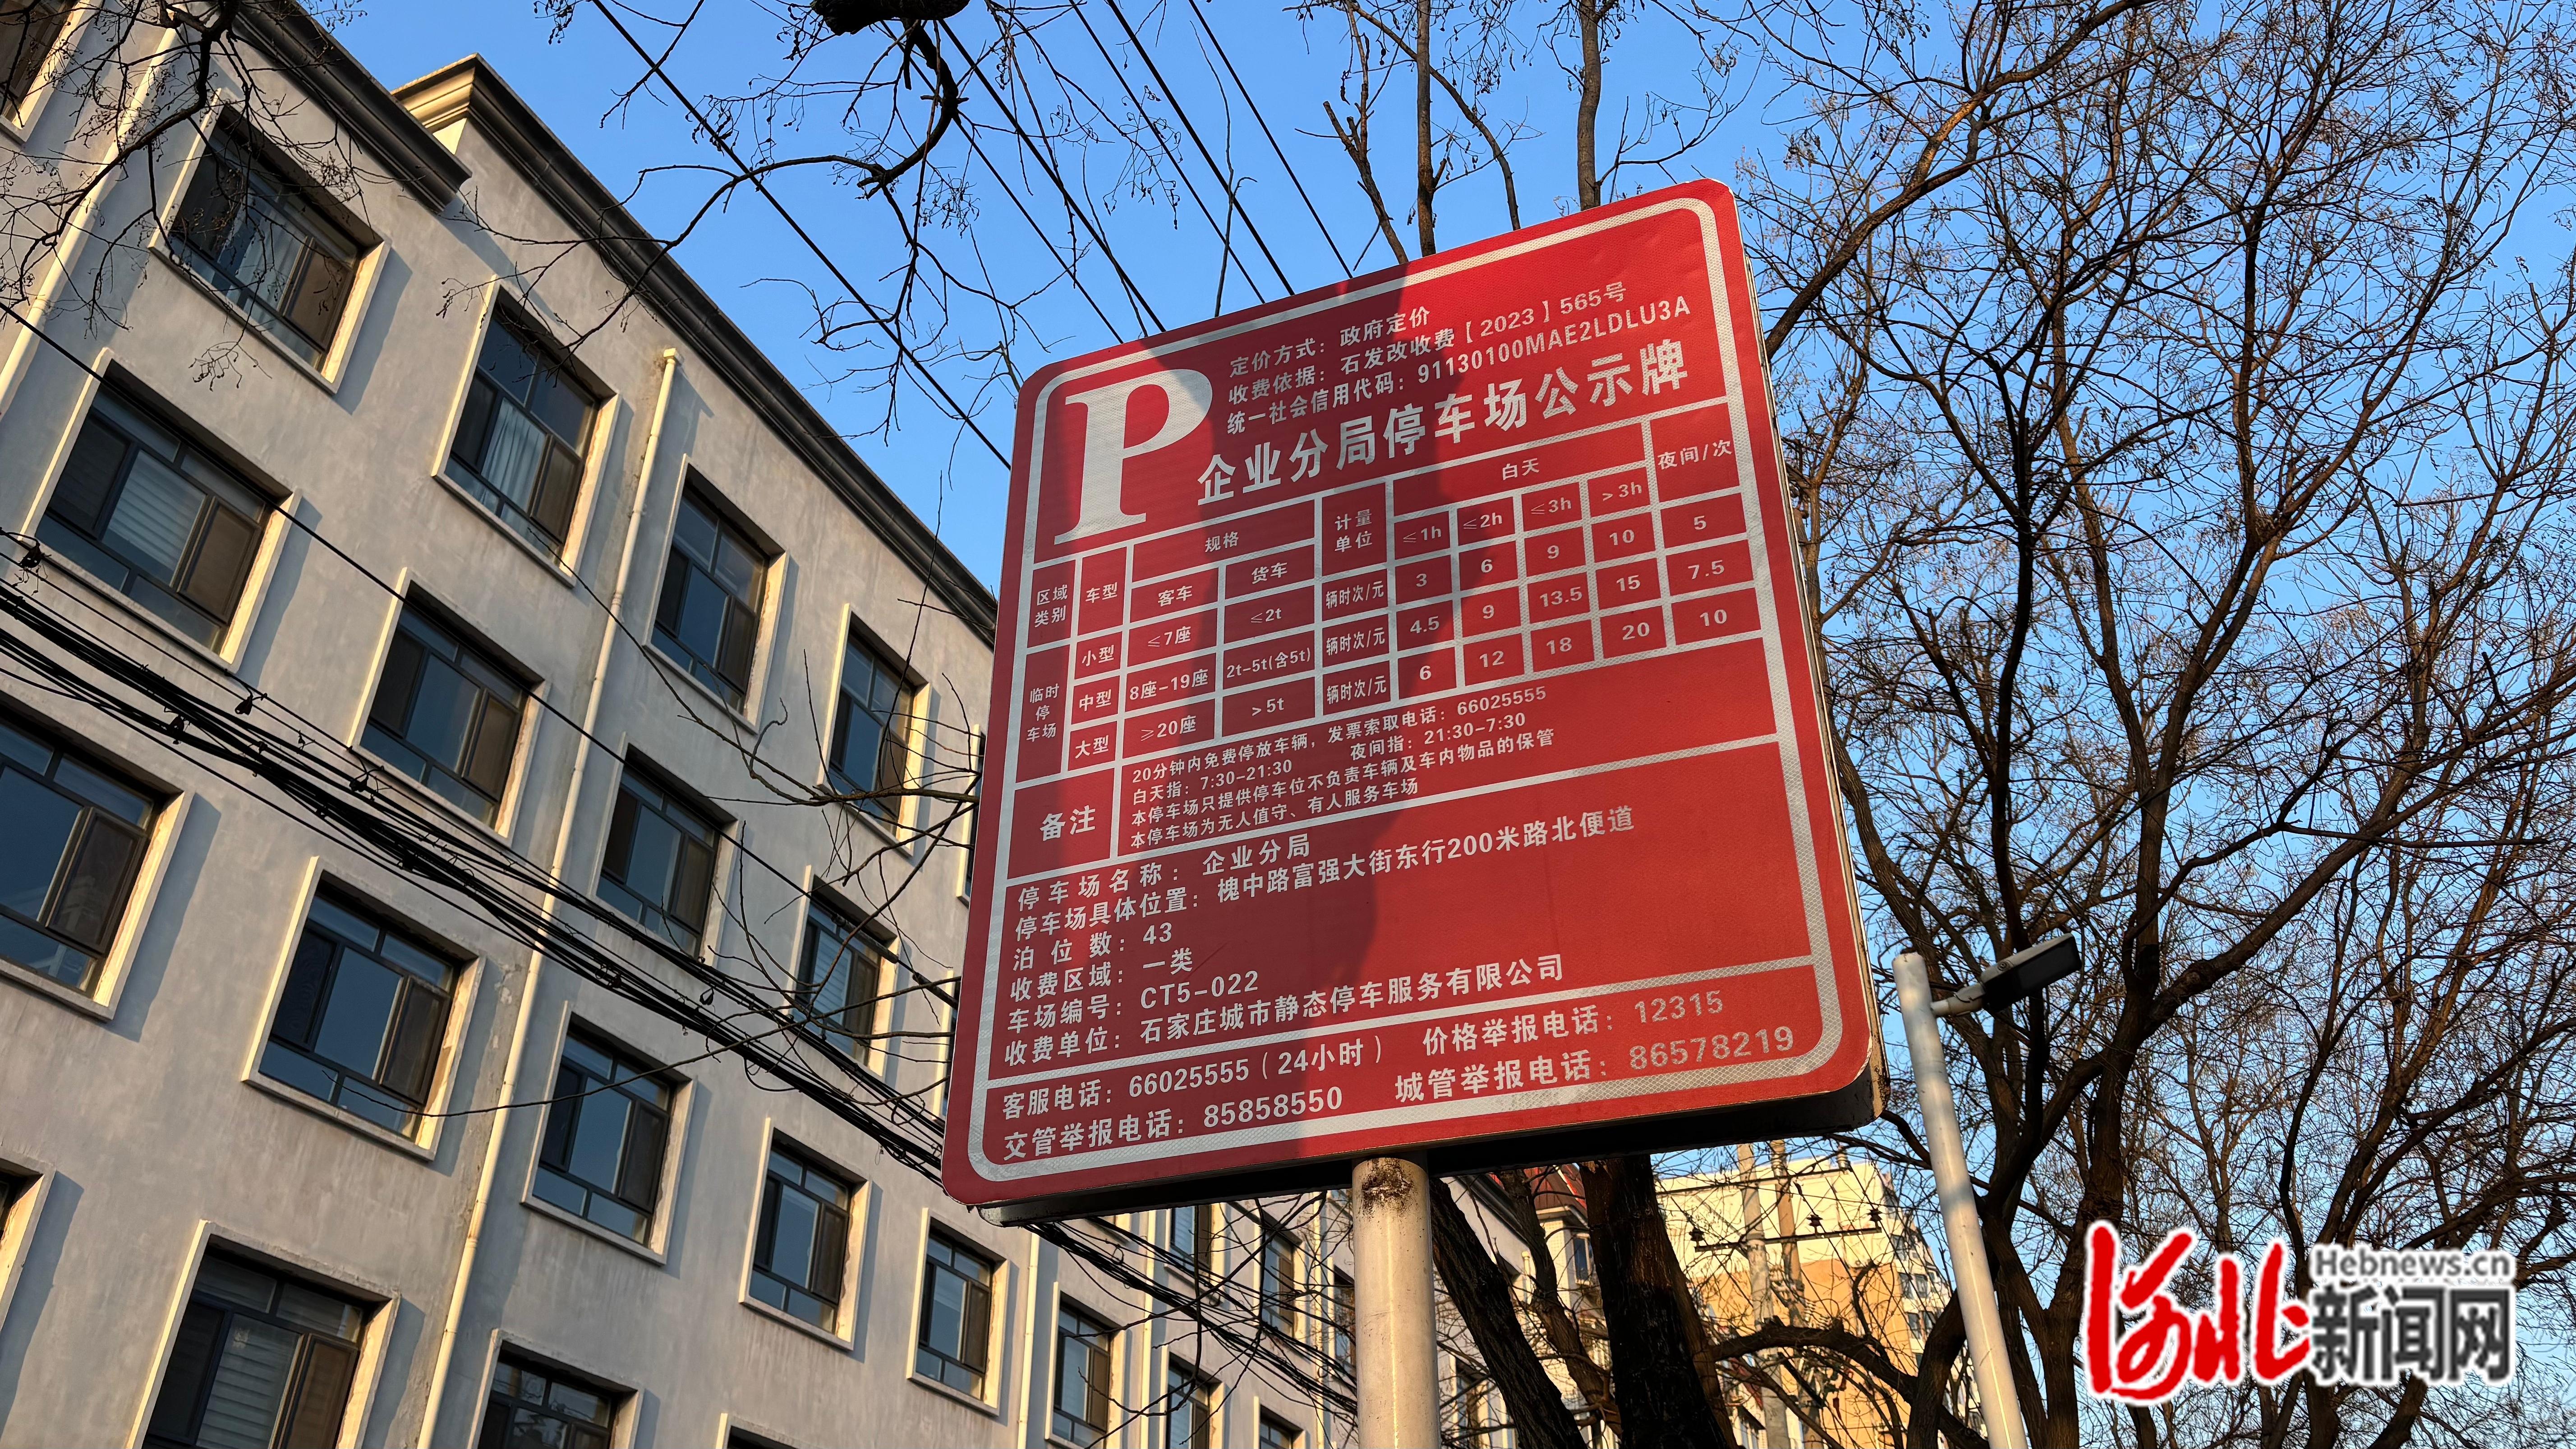 P
定价方式：政府定价
收费依据：石发改收费【2023】565号
统一社会信用代码：91130100MAE2LDLU3A
企业分局停车场公示牌
区域类别 车型 规格 计量单位 白天 夜间/次
客车 货车 ≤1h ≤2h ≤3h >3h
临时停车场 小型 ≤7座 ≤2t 辆时次/元 3 6 9 10 5
中型 8座-19座 2t-5t(含5t) 辆时次/元 4.5 9 13.5 15 7.5
大型 ≥20座 >5t 辆时次/元 6 12 18 20 10
备注 20分钟内免费停放车辆，发票索取电话：66025555
白天指：7:30-21:30 夜间指：21:30-7:30
本停车场只提供停车位不负责车辆及车内物品的保管
本停车场为无人值守、有人服务车场
停车场名称：企业分局
停车场具体位置：槐中路富强大街东行200米路北便道
泊位数：43
收费区域：一类
车场编号：CT5-022
收费单位：石家庄城市静态停车服务有限公司
客服电话：66025555（24小时） 价格举报电话：12315
交管举报电话：85858550 城管举报电话：86578219
Hebnews.cn
河北新闻网